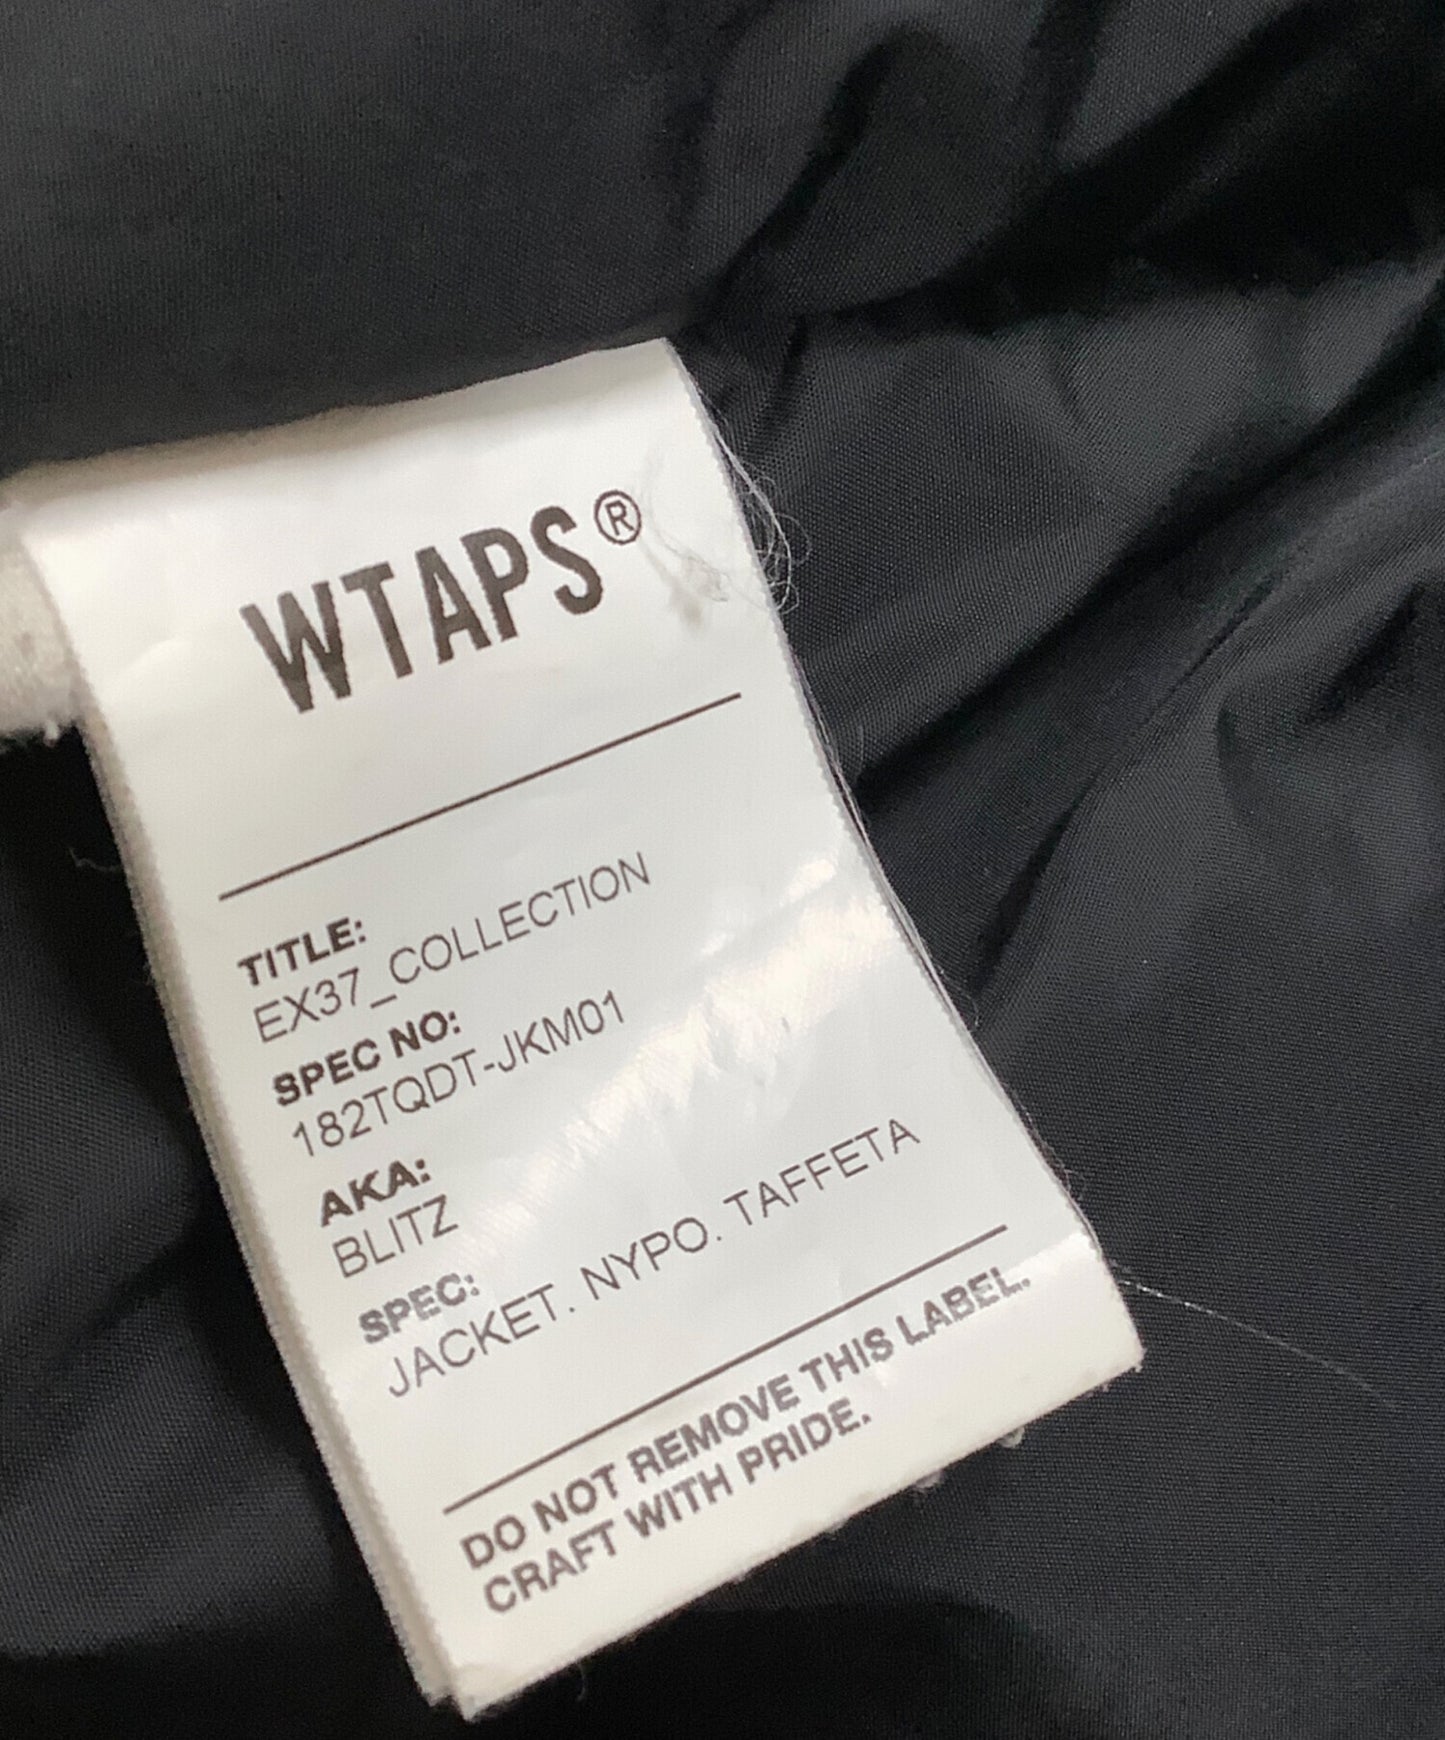 WTAPS®
TITLE:
EX37_COLLECTION
SPEC NO:
182TQDT-JKM01
AKA:
BLITZ
SPEC:
JACKET. NYPO. TAFFETA
DO NOT REMOVE THIS LABEL.
CRAFT WITH PRIDE.